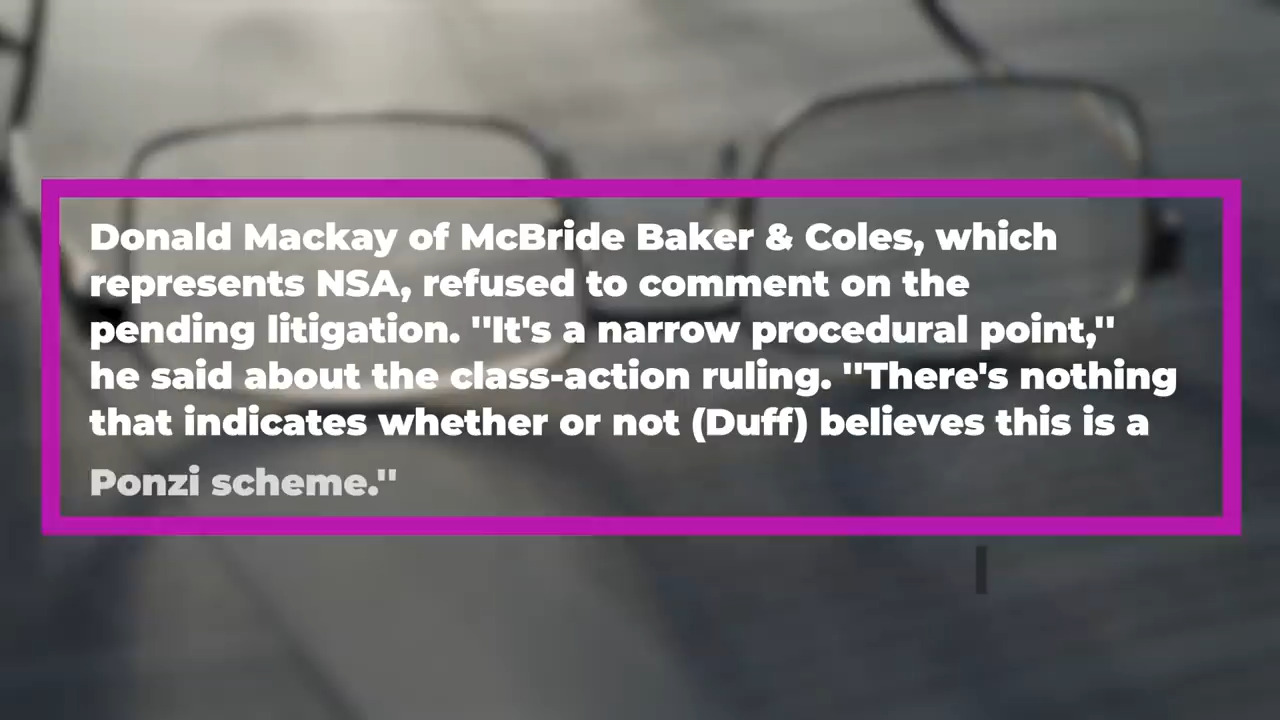 Donald Mackay of McBride Baker & Coles, which
represents NSA, refused to comment on the
pending litigation. "It's a narrow procedural point,"
he said about the class-action ruling. "There's nothing
that indicates whether or not (Duff) believes this is a
Ponzi scheme."